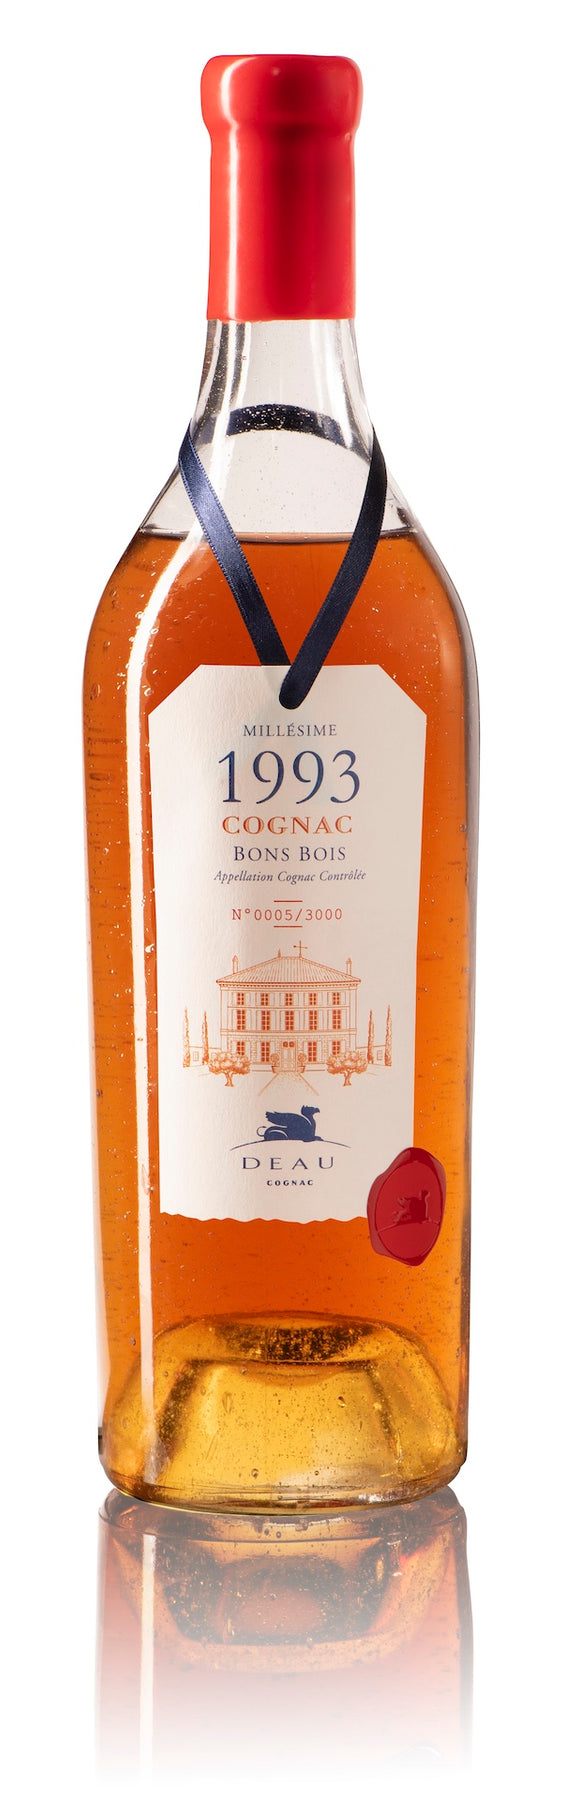 MILLÉSIME
1993
COGNAC
BONS BOIS
Appellation Cognac Contrôlée
N°0005/3000
DEAU
COGNAC